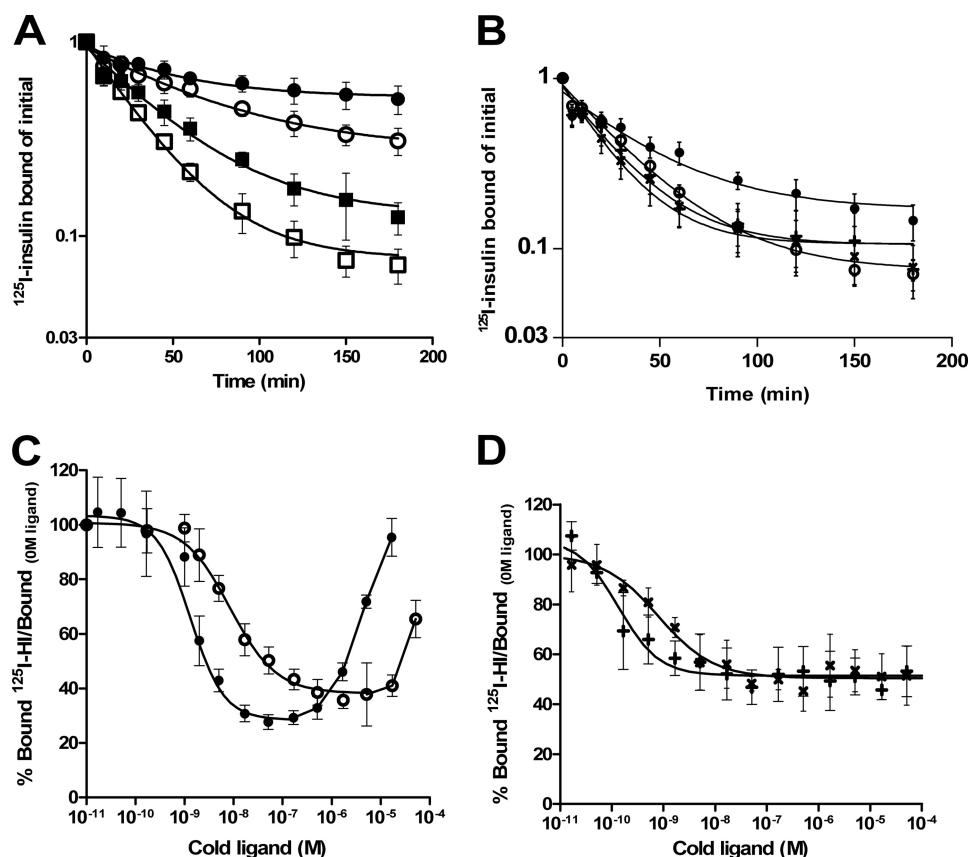 A
1
0.1
0.03
¹²⁵I-insulin bound of initial
0 50 100 150 200
Time (min)
B
1
0.1
0.03
¹²⁵I-insulin bound of initial
0 50 100 150 200
Time (min)
C
120
100
80
60
40
20
0
% Bound ¹²⁵I-HI/Bound (0M ligand)
10⁻¹¹ 10⁻¹⁰ 10⁻⁹ 10⁻⁸ 10⁻⁷ 10⁻⁶ 10⁻⁵ 10⁻⁴
Cold ligand (M)
D
120
100
80
60
40
20
0
% Bound ¹²⁵I-HI/Bound (0M ligand)
10⁻¹¹ 10⁻¹⁰ 10⁻⁹ 10⁻⁸ 10⁻⁷ 10⁻⁶ 10⁻⁵ 10⁻⁴
Cold ligand (M)